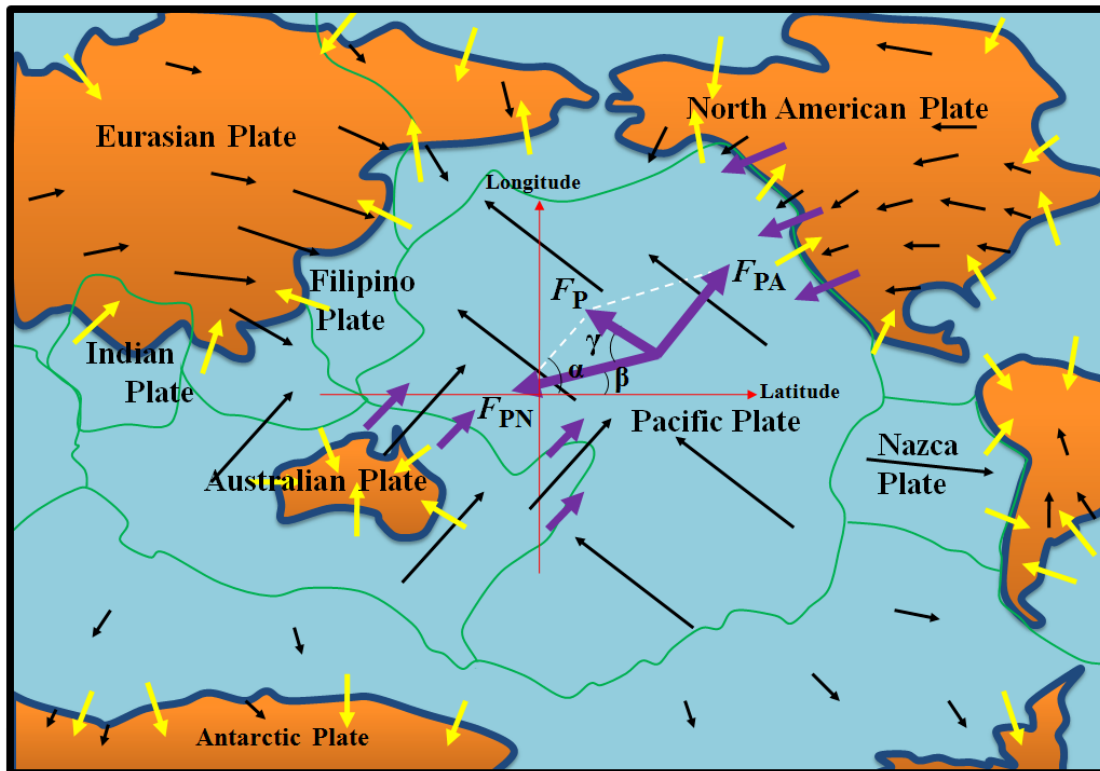 North American Plate
Eurasian Plate
Longitude
Filipino
Plate
F_PA
F_P
Indian
Plate
γ
α
β
Latitude
F_PN
Pacific Plate
Nazca
Plate
Australian Plate
Antarctic Plate